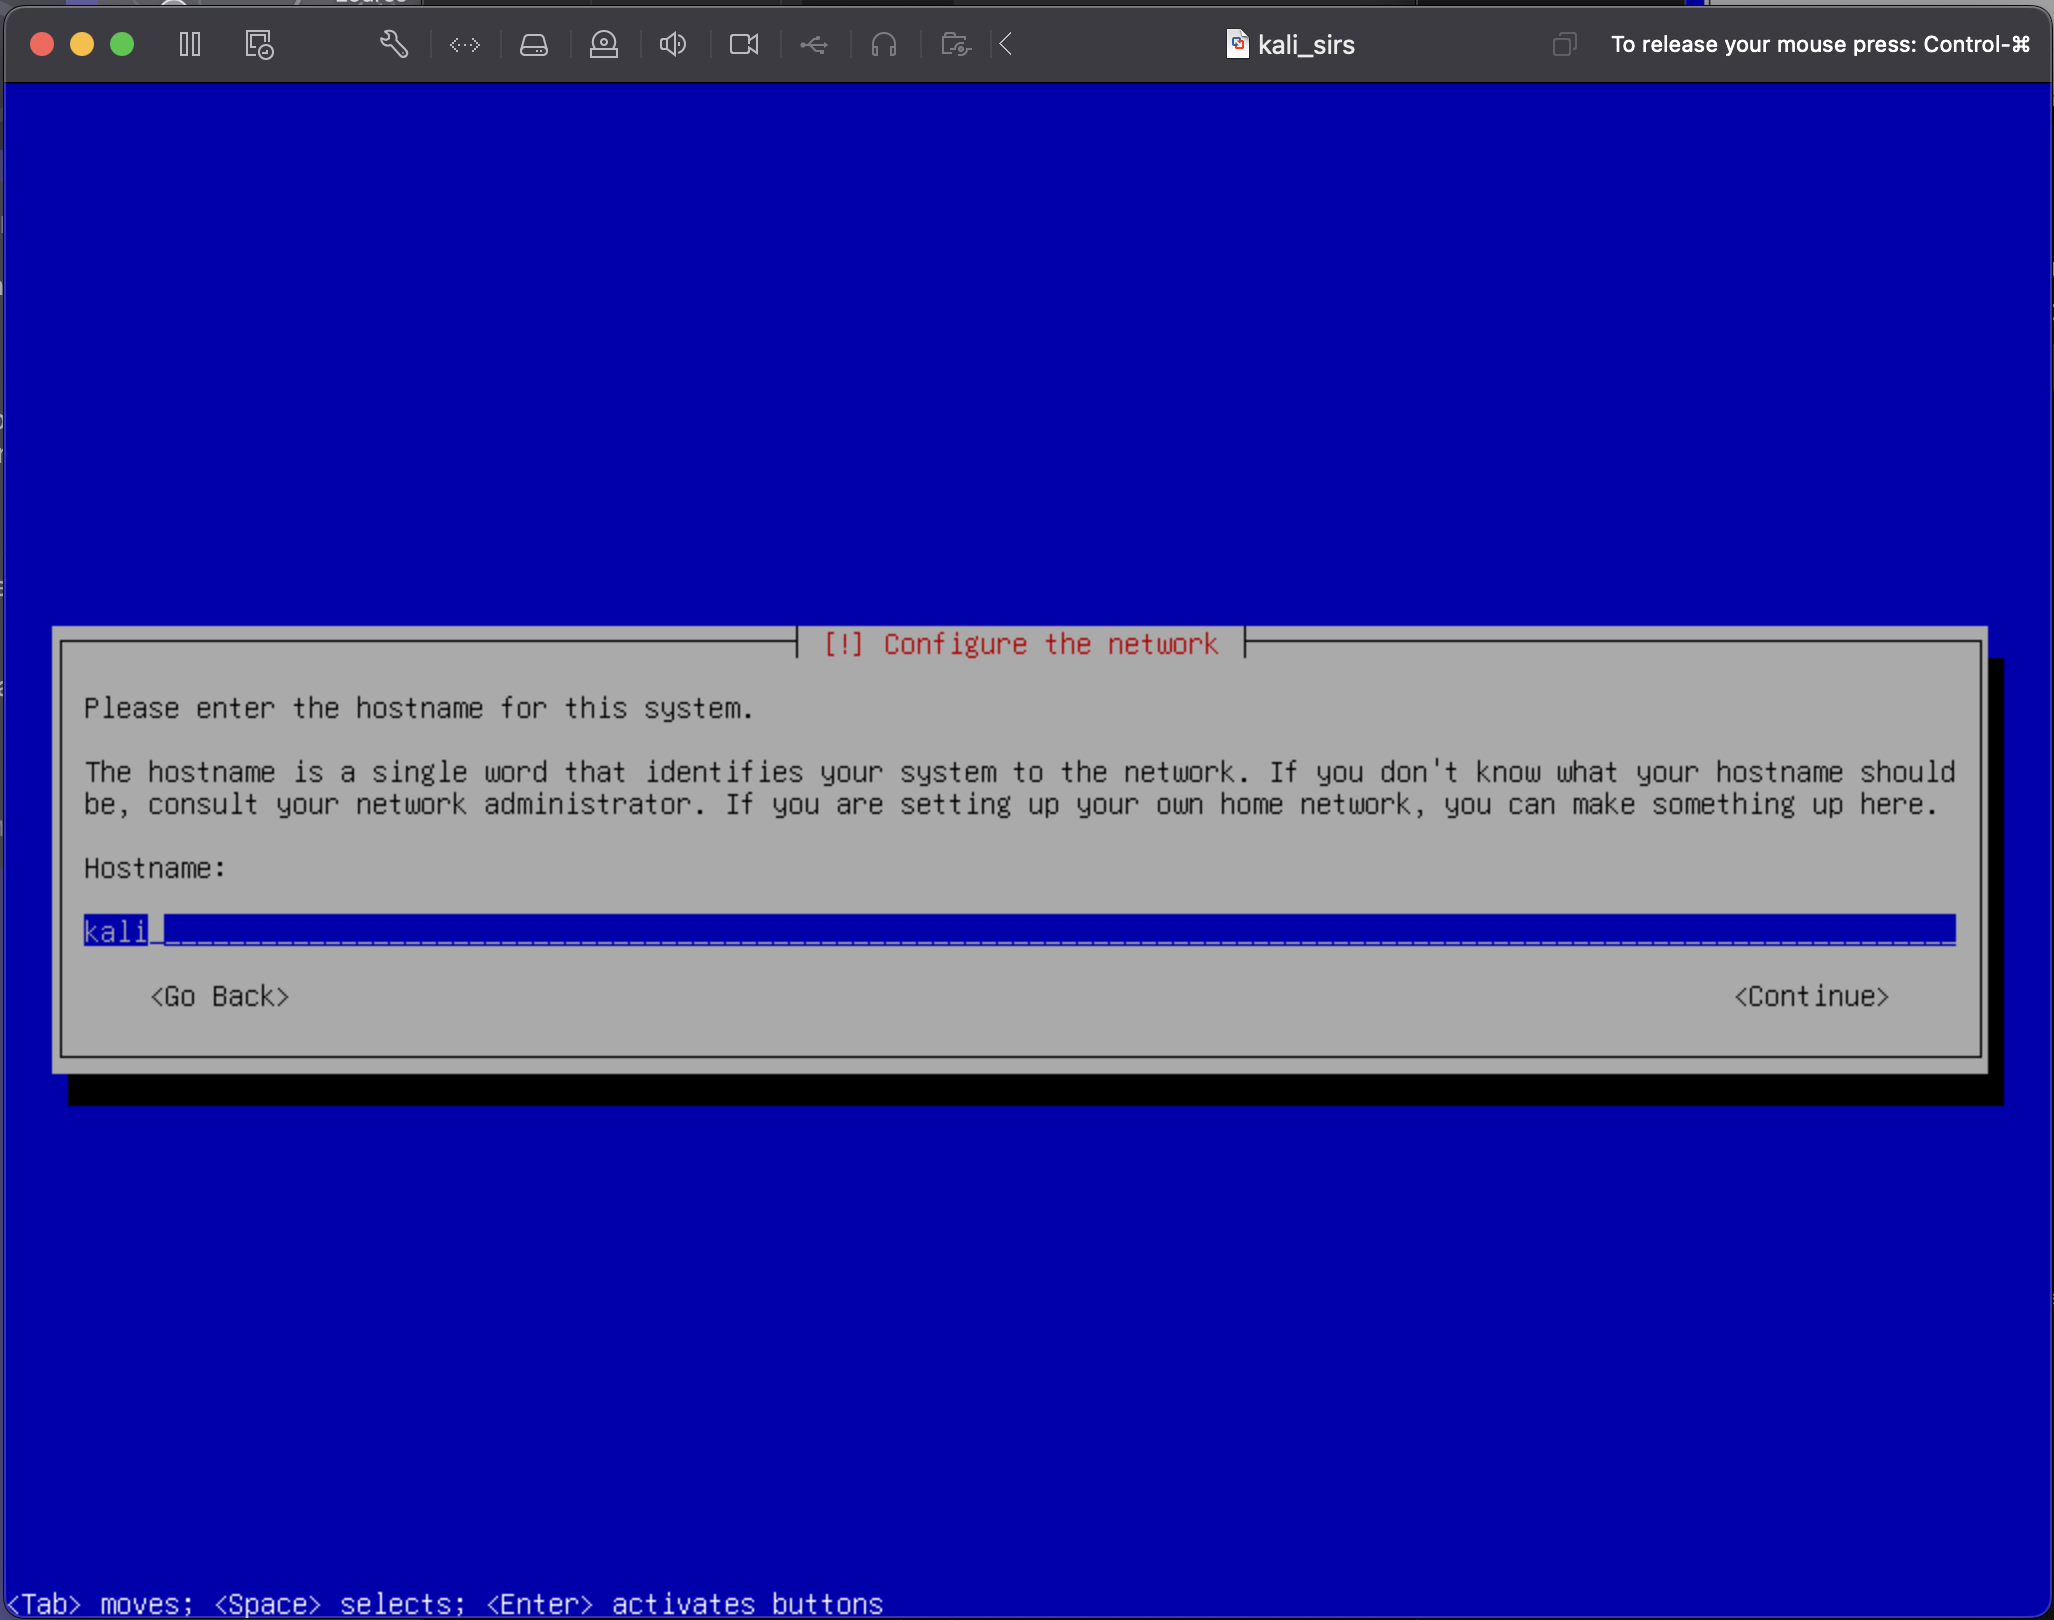 kali_sirs
To release your mouse press: Control-⌘
[!] Configure the network
Please enter the hostname for this system.
The hostname is a single word that identifies your system to the network. If you don't know what your hostname should
be, consult your network administrator. If you are setting up your own home network, you can make something up here.
Hostname:
kali
<Go Back> <Continue>
<Tab> moves; <Space> selects; <Enter> activates buttons